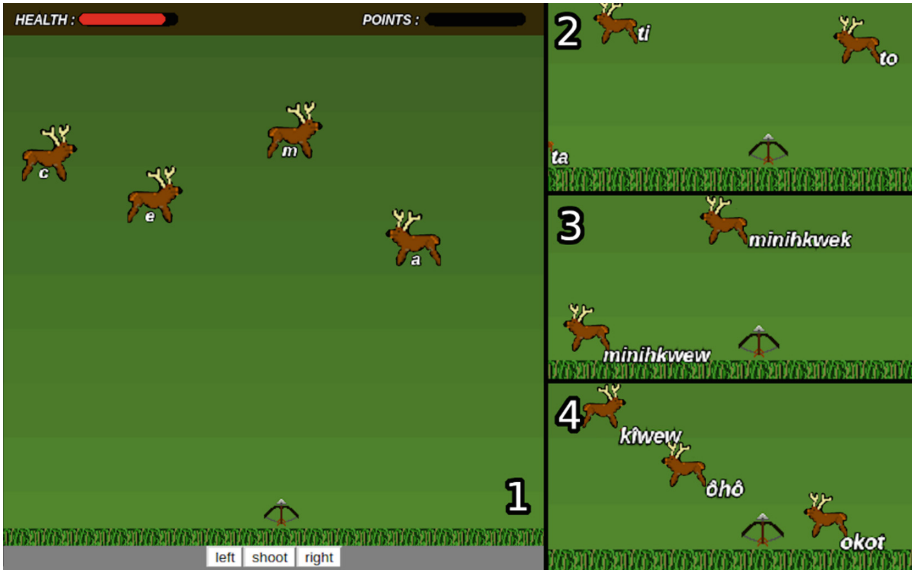 HEALTH :
POINTS :
c
m
e
a
1
left shoot right
2
ti
to
ta
3
minihkwek
minihkwew
4
kîwew
ôhô
okot